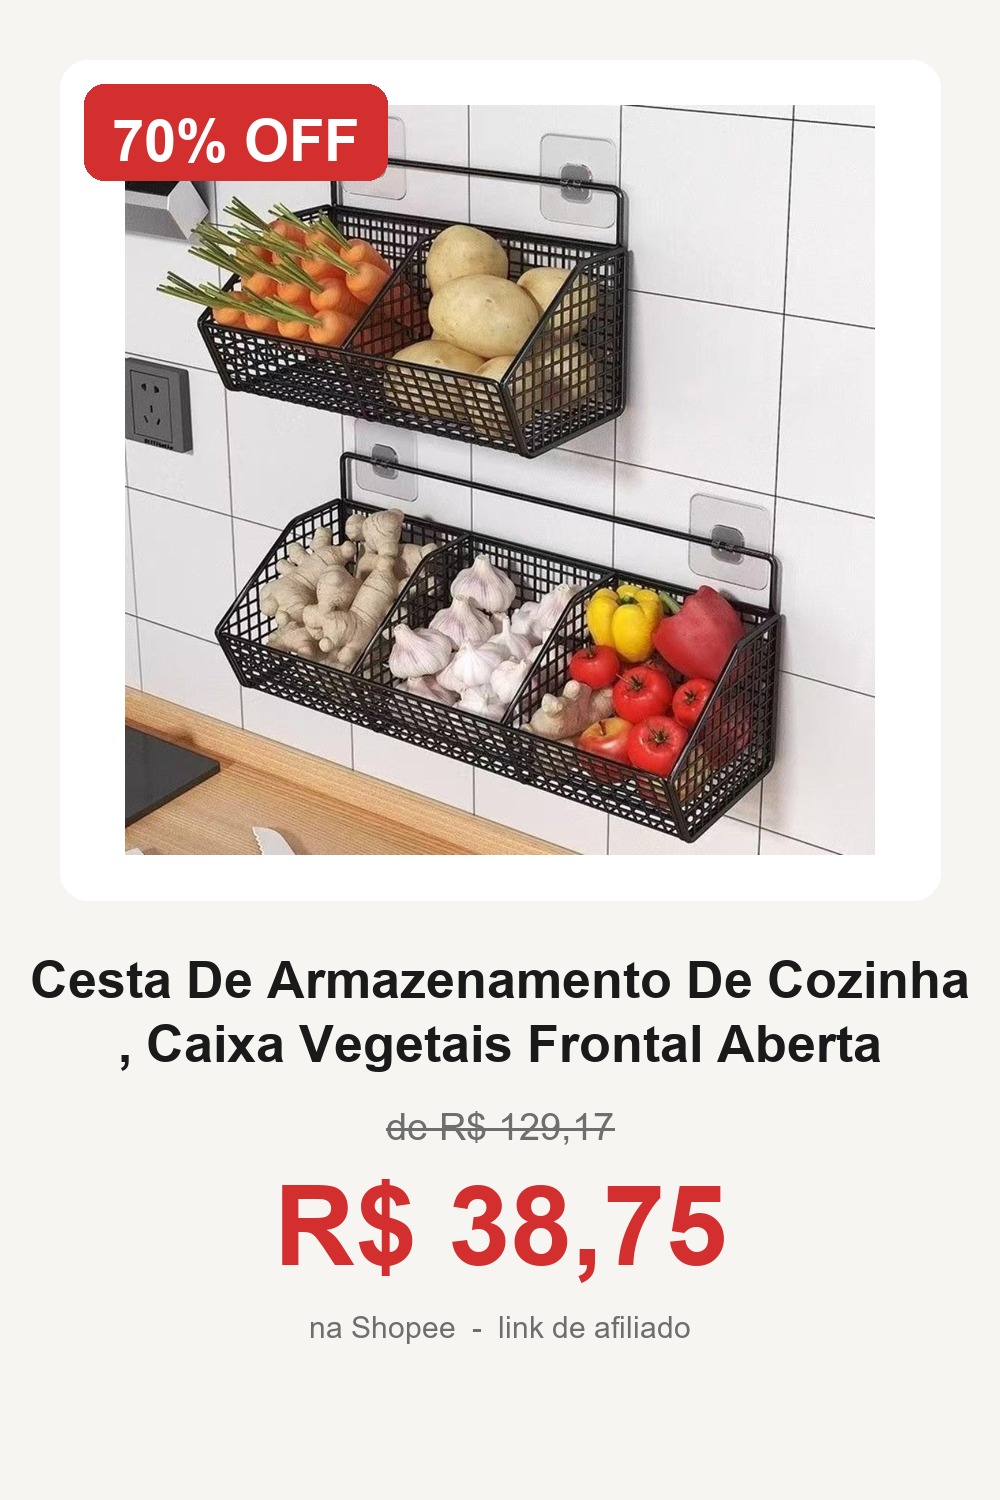 70% OFF
Cesta De Armazenamento De Cozinha
, Caixa Vegetais Frontal Aberta
de R$ 129,17
R$ 38,75
na Shopee - link de afiliado